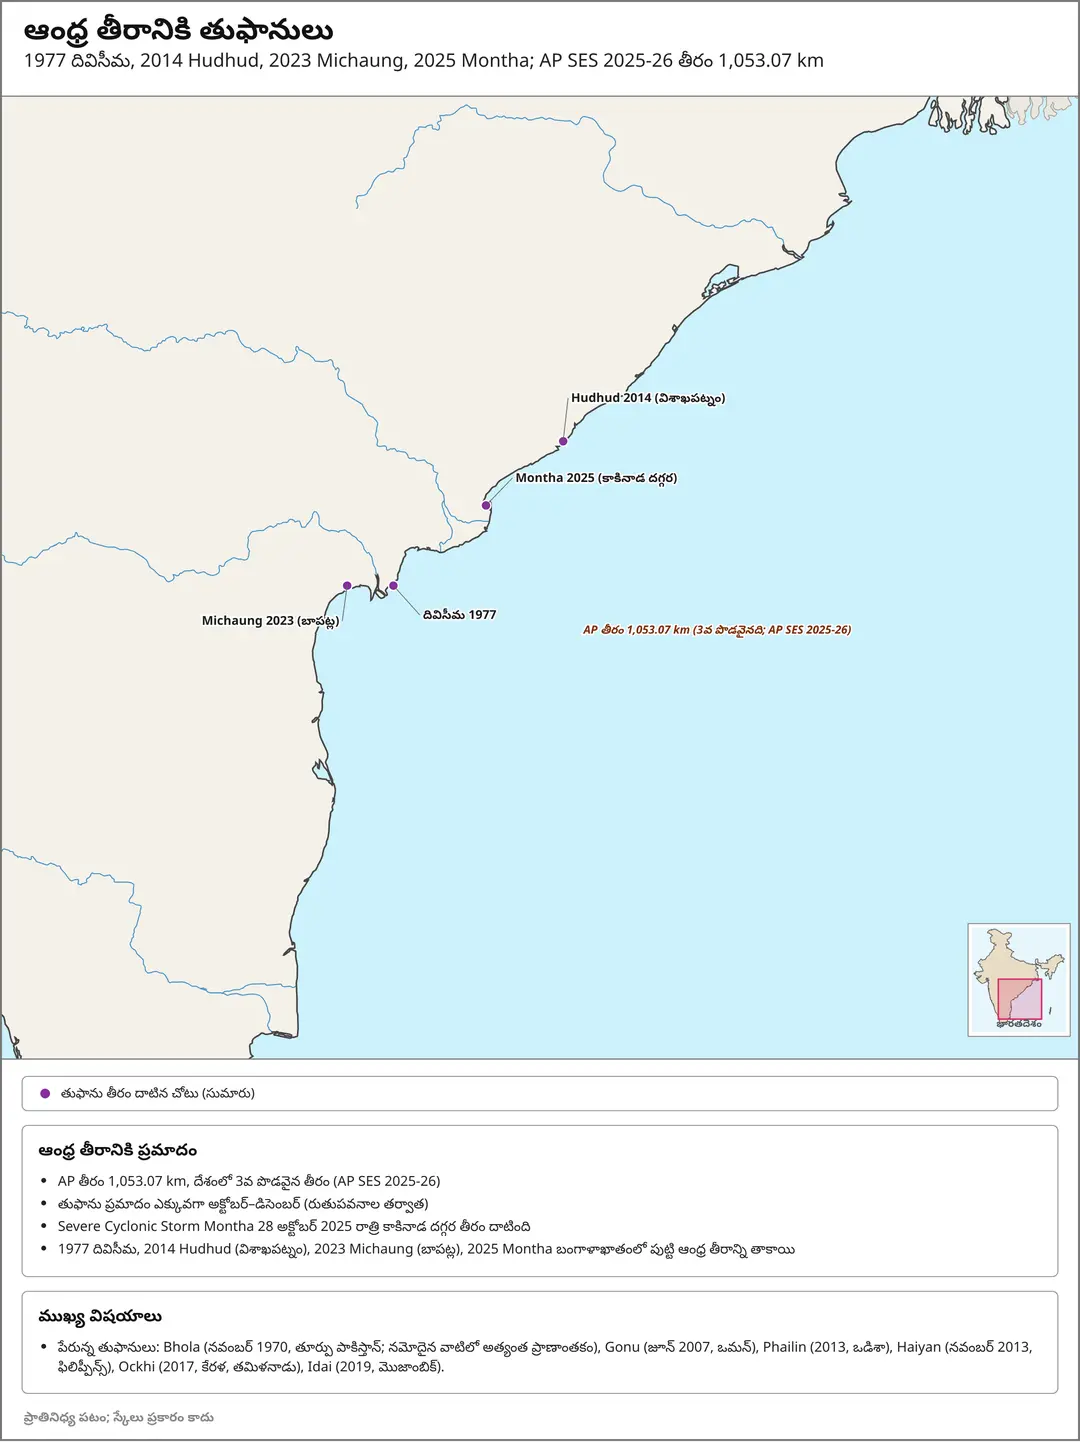 ఆంధ్ర తీరానికి తుఫానులు
1977 దివిసీమ, 2014 Hudhud, 2023 Michaung, 2025 Montha; AP SES 2025-26 తీరం 1,053.07 km
Hudhud 2014 (విశాఖపట్నం)
Montha 2025 (కాకినాడ దగ్గర)
Michaung 2023 (బాపట్ల)
దివిసీమ 1977
AP తీరం 1,053.07 km (3వ పొడవైనది; AP SES 2025-26)
భారతదేశం
తుఫాను తీరం దాటిన చోటు (సుమారు)
ఆంధ్ర తీరానికి ప్రమాదం
• AP తీరం 1,053.07 km, దేశంలో 3వ పొడవైన తీరం (AP SES 2025-26)
• తుఫాను ప్రమాదం ఎక్కువగా అక్టోబర్–డిసెంబర్ (రుతుపవనాల తర్వాత)
• Severe Cyclonic Storm Montha 28 అక్టోబర్ 2025 రాత్రి కాకినాడ దగ్గర తీరం దాటింది
• 1977 దివిసీమ, 2014 Hudhud (విశాఖపట్నం), 2023 Michaung (బాపట్ల), 2025 Montha బంగాళాఖాతంలో పుట్టి ఆంధ్ర తీరాన్ని తాకాయి
ముఖ్య విషయాలు
• పేరున్న తుఫానులు: Bhola (నవంబర్ 1970, తూర్పు పాకిస్తాన్; నమోదైన వాటిలో అత్యంత ప్రాణాంతకం), Gonu (జూన్ 2007, ఒమన్), Phailin (2013, ఒడిశా), Haiyan (నవంబర్ 2013,
ఫిలిప్పీన్స్), Ockhi (2017, కేరళ, తమిళనాడు), Idai (2019, మొజాంబిక్).
ప్రాతినిధ్య పటం; స్కేలు ప్రకారం కాదు